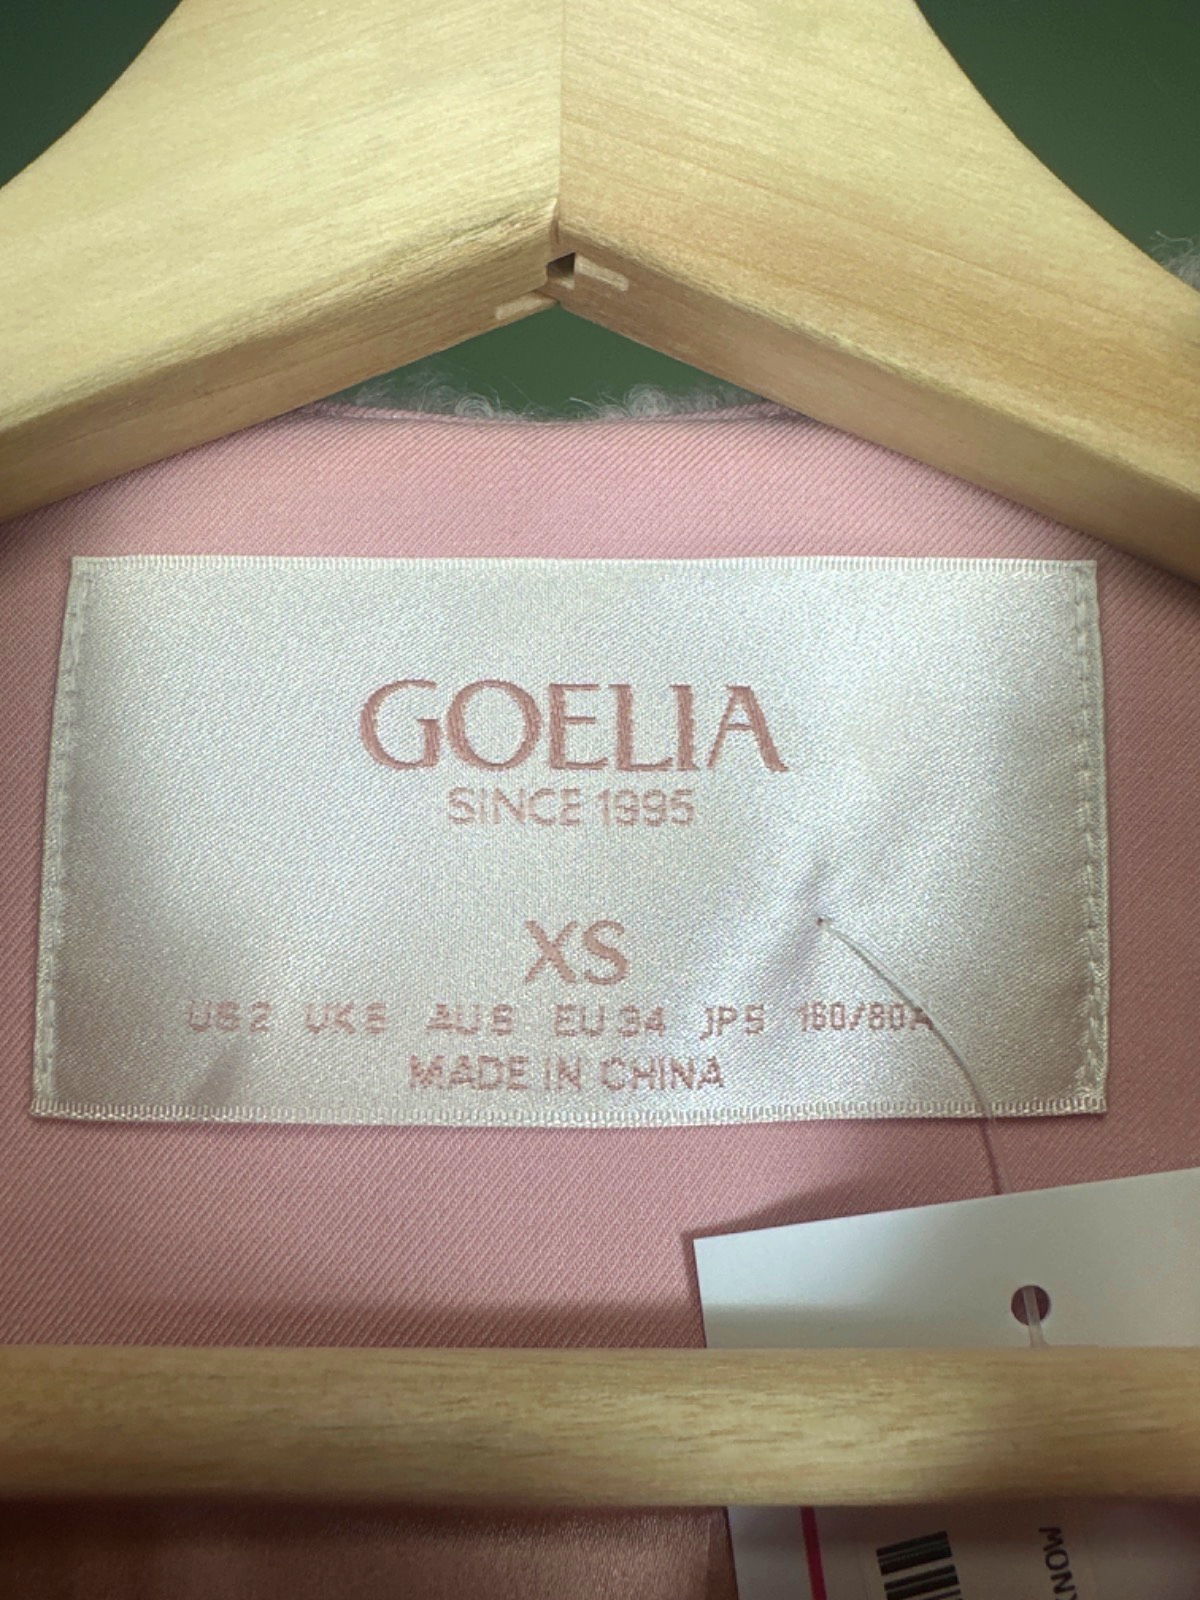 GOELIA
SINCE 1995
XS
US 2 UK 6 AU 6 EU 34 JP 5 160/80A
MADE IN CHINA